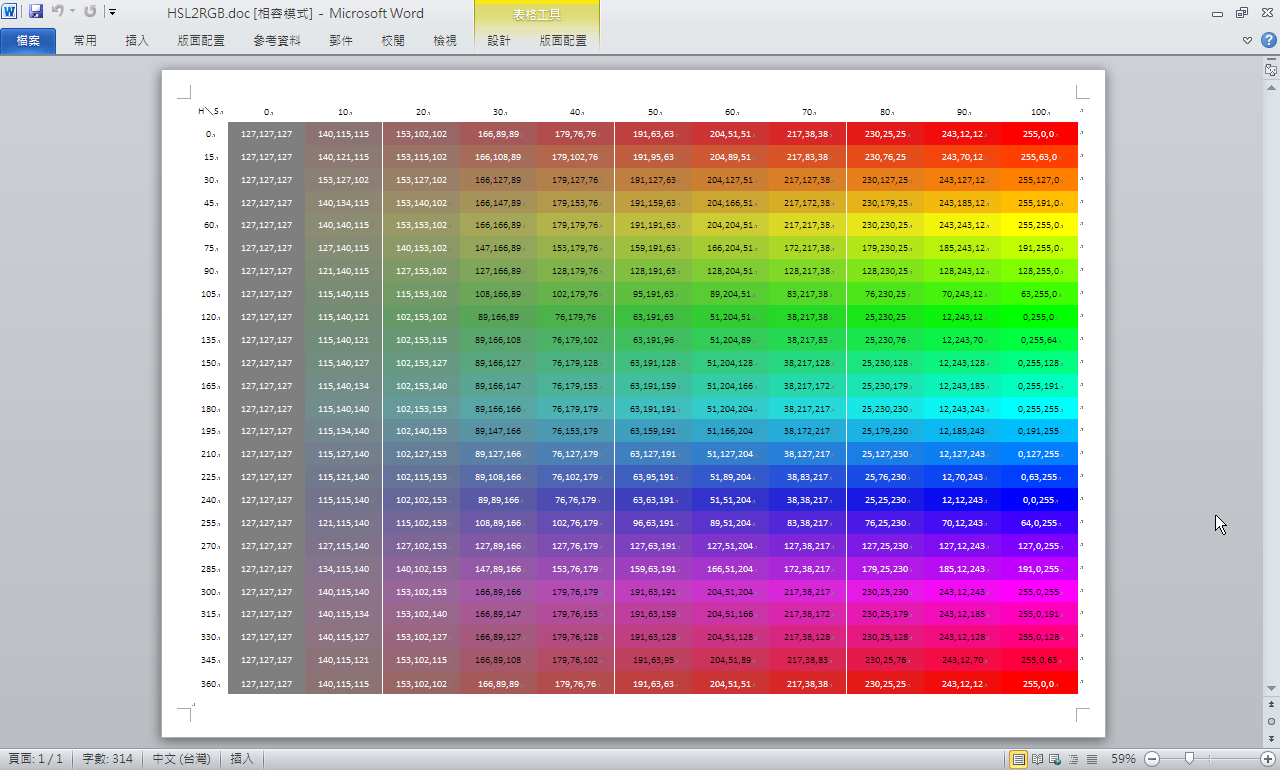 HSL2RGB.doc [相容模式] - Microsoft Word
表格工具
檔案 常用 插入 版面配置 參考資料 郵件 校閱 檢視 設計 版面配置
H\S 0 10 20 30 40 50 60 70 80 90 100
0 127,127,127 140,115,115 153,102,102 166,89,89 179,76,76 191,63,63 204,51,51 217,38,38 230,25,25 243,12,12 255,0,0
15 127,127,127 140,121,115 153,115,102 166,108,89 179,102,76 191,95,63 204,89,51 217,83,38 230,76,25 243,70,12 255,63,0
30 127,127,127 153,127,102 153,127,102 166,127,89 179,127,76 191,127,63 204,127,51 217,127,38 230,127,25 243,127,12 255,127,0
45 127,127,127 140,134,115 153,140,102 166,147,89 179,153,76 191,159,63 204,166,51 217,172,38 230,179,25 243,185,12 255,191,0
60 127,127,127 140,140,115 153,153,102 166,166,89 179,179,76 191,191,63 204,204,51 217,217,38 230,230,25 243,243,12 255,255,0
75 127,127,127 127,140,115 140,153,102 147,166,89 153,179,76 159,191,63 166,204,51 172,217,38 179,230,25 185,243,12 191,255,0
90 127,127,127 121,140,115 127,153,102 127,166,89 128,179,76 128,191,63 128,204,51 128,217,38 128,230,25 128,243,12 128,255,0
105 127,127,127 115,140,115 115,153,102 108,166,89 102,179,76 95,191,63 89,204,51 83,217,38 76,230,25 70,243,12 63,255,0
120 127,127,127 115,140,121 102,153,102 89,166,89 76,179,76 63,191,63 51,204,51 38,217,38 25,230,25 12,243,12 0,255,0
135 127,127,127 115,140,121 102,153,115 89,166,108 76,179,102 63,191,96 51,204,89 38,217,83 25,230,76 12,243,70 0,255,64
150 127,127,127 115,140,127 102,153,127 89,166,127 76,179,128 63,191,128 51,204,128 38,217,128 25,230,128 12,243,128 0,255,128
165 127,127,127 115,140,134 102,153,140 89,166,147 76,179,153 63,191,159 51,204,166 38,217,172 25,230,179 12,243,185 0,255,191
180 127,127,127 115,140,140 102,153,153 89,166,166 76,179,179 63,191,191 51,204,204 38,217,217 25,230,230 12,243,243 0,255,255
195 127,127,127 115,134,140 102,140,153 89,147,166 76,153,179 63,159,191 51,166,204 38,172,217 25,179,230 12,185,243 0,191,255
210 127,127,127 115,127,140 102,127,153 89,127,166 76,127,179 63,127,191 51,127,204 38,127,217 25,127,230 12,127,243 0,127,255
225 127,127,127 115,121,140 102,115,153 89,108,166 76,102,179 63,95,191 51,89,204 38,83,217 25,76,230 12,70,243 0,63,255
240 127,127,127 115,115,140 102,102,153 89,89,166 76,76,179 63,63,191 51,51,204 38,38,217 25,25,230 12,12,243 0,0,255
255 127,127,127 121,115,140 115,102,153 108,89,166 102,76,179 96,63,191 89,51,204 83,38,217 76,25,230 70,12,243 64,0,255
270 127,127,127 127,115,140 127,102,153 127,89,166 127,76,179 127,63,191 127,51,204 127,38,217 127,25,230 127,12,243 127,0,255
285 127,127,127 134,115,140 140,102,153 147,89,166 153,76,179 159,63,191 166,51,204 172,38,217 179,25,230 185,12,243 191,0,255
300 127,127,127 140,115,140 153,102,153 166,89,166 179,76,179 191,63,191 204,51,204 217,38,217 230,25,230 243,12,243 255,0,255
315 127,127,127 140,115,134 153,102,140 166,89,147 179,76,153 191,63,159 204,51,166 217,38,172 230,25,179 243,12,185 255,0,191
330 127,127,127 140,115,127 153,102,127 166,89,127 179,76,128 191,63,128 204,51,128 217,38,128 230,25,128 243,12,128 255,0,128
345 127,127,127 140,115,121 153,102,115 166,89,108 179,76,102 191,63,95 204,51,89 217,38,83 230,25,76 243,12,70 255,0,63
360 127,127,127 140,115,115 153,102,102 166,89,89 179,76,76 191,63,63 204,51,51 217,38,38 230,25,25 243,12,12 255,0,0
頁面: 1 / 1 字數: 314 中文 (台灣) 插入 59%